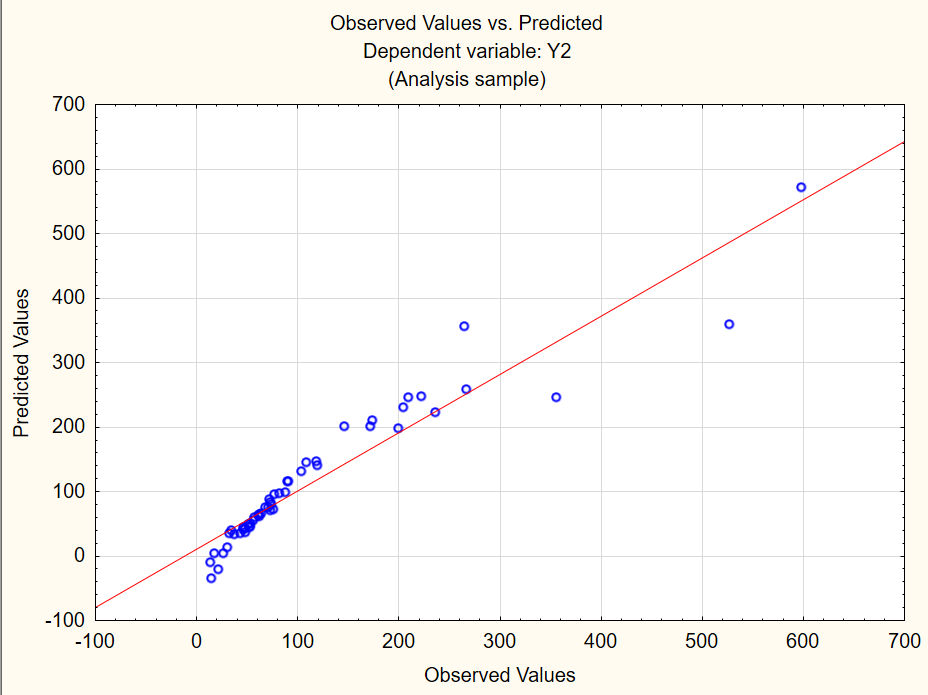 Observed Values vs. Predicted
Dependent variable: Y2
(Analysis sample)
700
600
500
400
300
200
100
0
-100
Predicted Values
-100 0 100 200 300 400 500 600 700
Observed Values